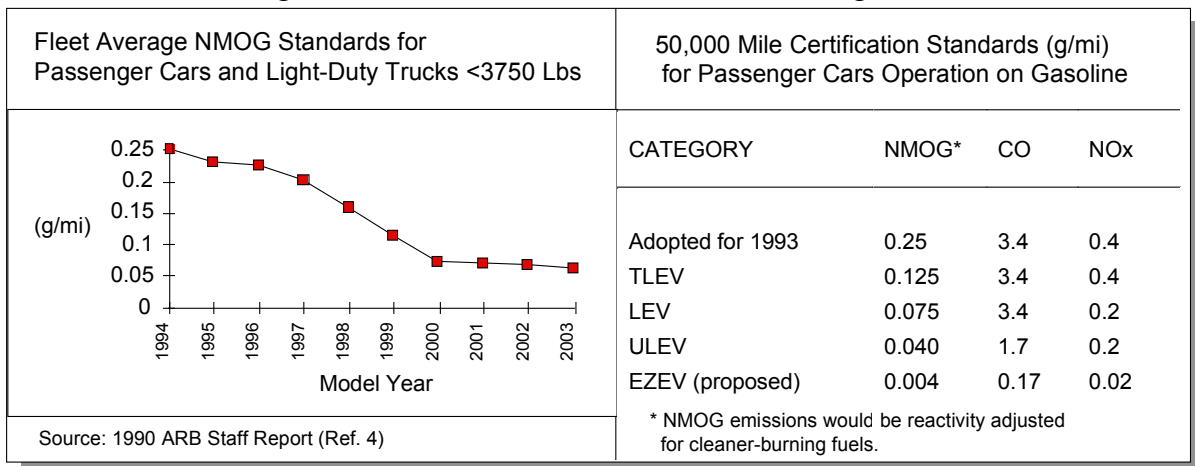 Fleet Average NMOG Standards for
Passenger Cars and Light-Duty Trucks <3750 Lbs
0.25
0.2
0.15
(g/mi)
0.1
0.05
0
1994 1995 1996 1997 1998 1999 2000 2001 2002 2003
Model Year
Source: 1990 ARB Staff Report (Ref. 4)
50,000 Mile Certification Standards (g/mi)
for Passenger Cars Operation on Gasoline
CATEGORY NMOG* CO NOx
Adopted for 1993 0.25 3.4 0.4
TLEV 0.125 3.4 0.4
LEV 0.075 3.4 0.2
ULEV 0.040 1.7 0.2
EZEV (proposed) 0.004 0.17 0.02
* NMOG emissions would be reactivity adjusted
for cleaner-burning fuels.